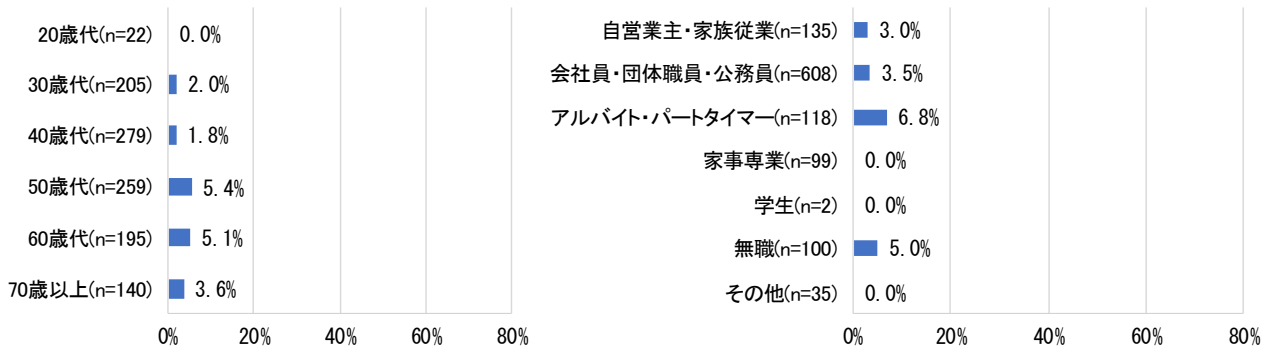 20歳代(n=22) 0.0%
30歳代(n=205) 2.0%
40歳代(n=279) 1.8%
50歳代(n=259) 5.4%
60歳代(n=195) 5.1%
70歳以上(n=140) 3.6%
0% 20% 40% 60% 80%
自営業主・家族従業(n=135) 3.0%
会社員・団体職員・公務員(n=608) 3.5%
アルバイト・パートタイマー(n=118) 6.8%
家事専業(n=99) 0.0%
学生(n=2) 0.0%
無職(n=100) 5.0%
その他(n=35) 0.0%
0% 20% 40% 60% 80%